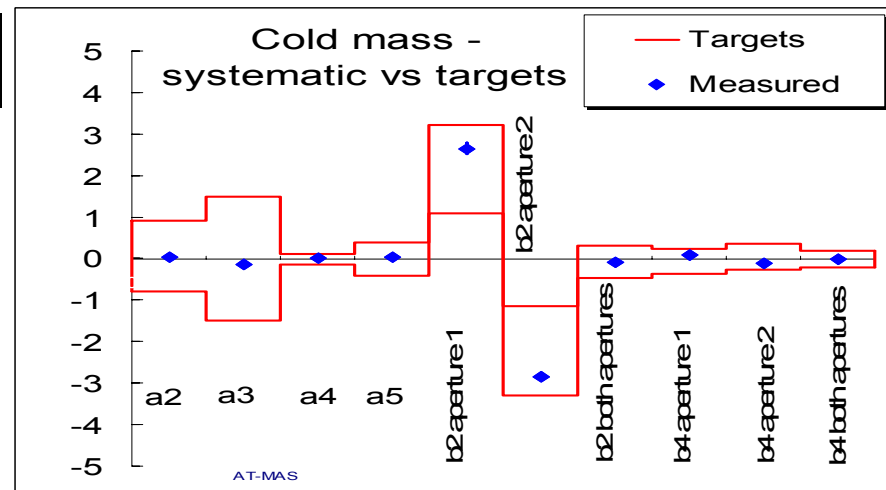 Cold mass -
systematic vs targets
Targets
Measured
5
4
3
2
1
0
-1
-2
-3
-4
-5
a2
a3
a4
a5
b2 aperture 1
b2 aperture 2
b2 both apertures
b4 aperture 1
b4 aperture 2
b4 both apertures
AT-MAS